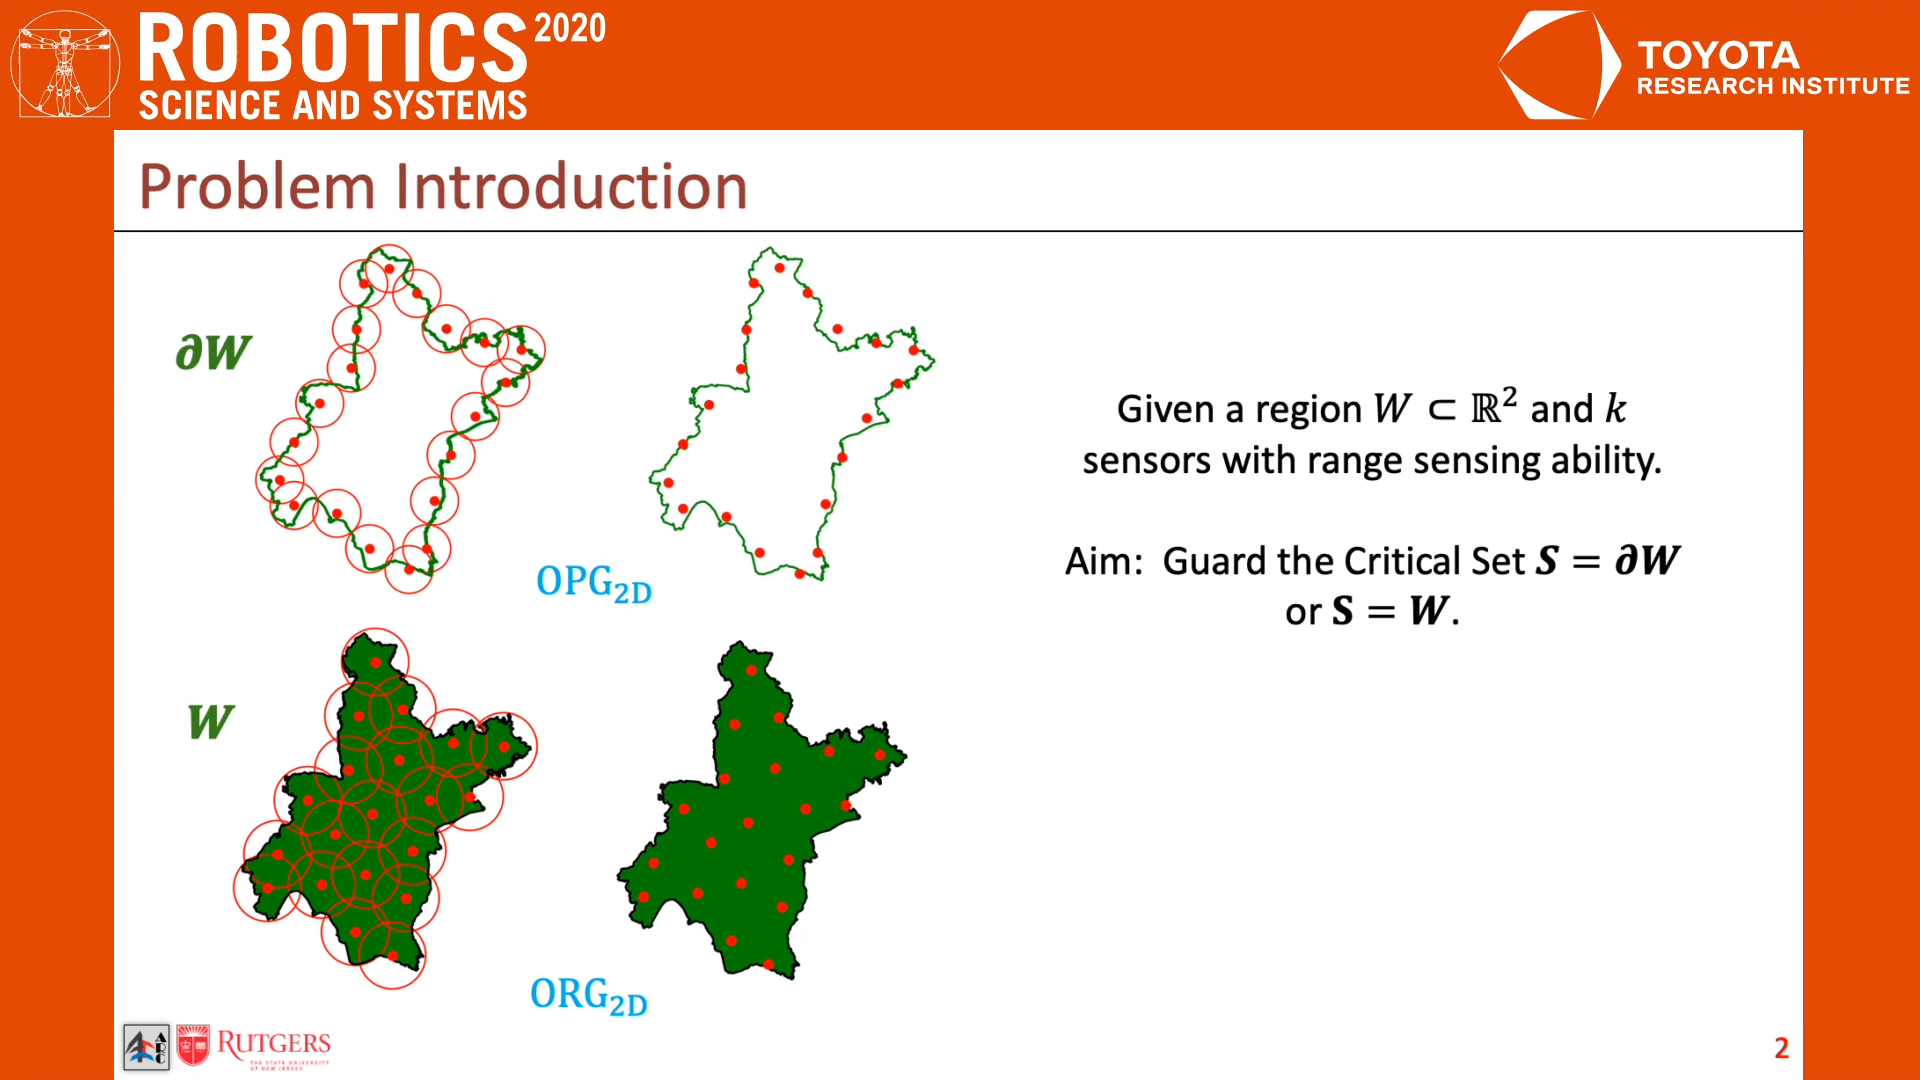 ROBOTICS 2020
SCIENCE AND SYSTEMS
TOYOTA
RESEARCH INSTITUTE
Problem Introduction
∂W
OPG2D
Given a region W ⊂ ℝ² and k
sensors with range sensing ability.
Aim: Guard the Critical Set S = ∂W
or S = W.
W
ORG2D
ARC
RUTGERS
THE STATE UNIVERSITY
OF NEW JERSEY
2